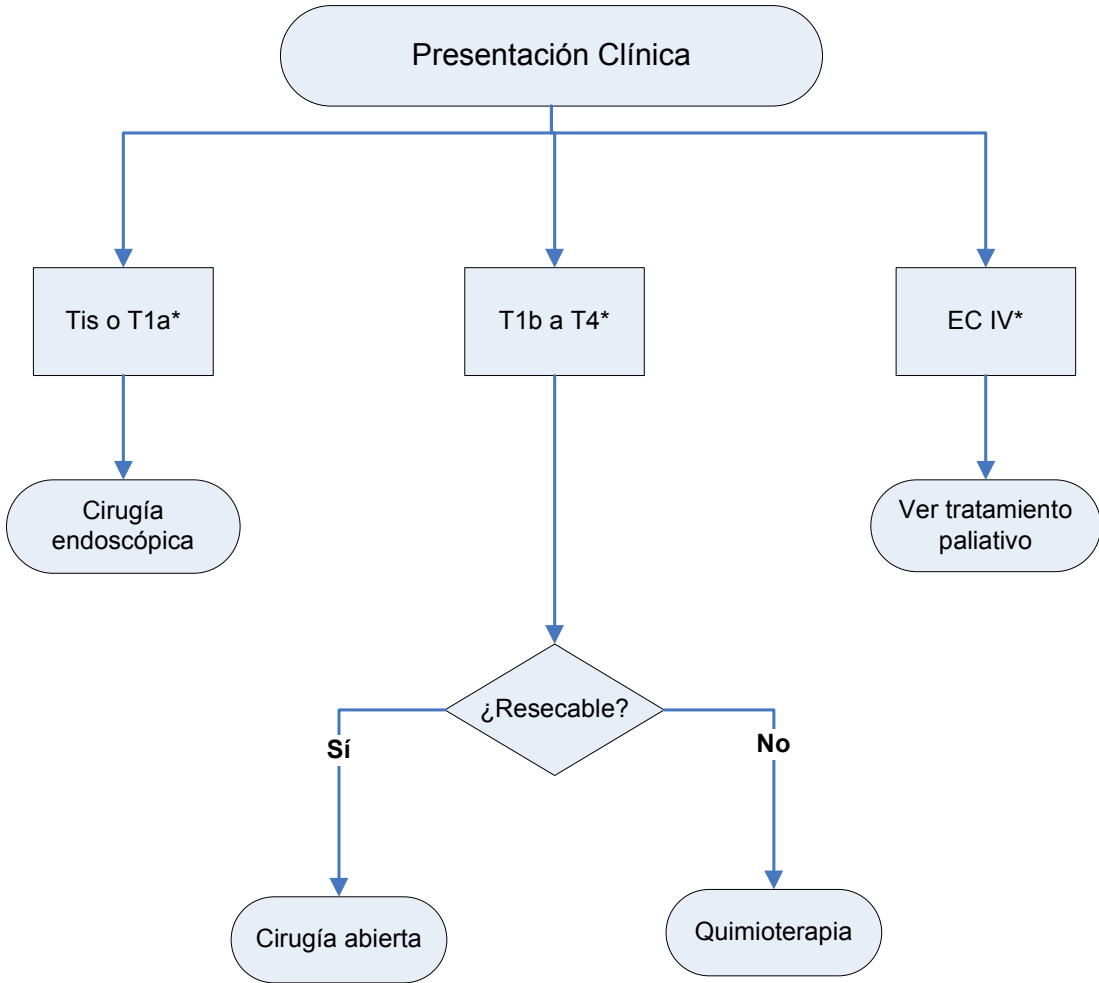 Presentación Clínica
Tis o T1a*
T1b a T4*
EC IV*
Cirugía
endoscópica
Ver tratamiento
paliativo
¿Resecable?
Sí
No
Cirugía abierta
Quimioterapia